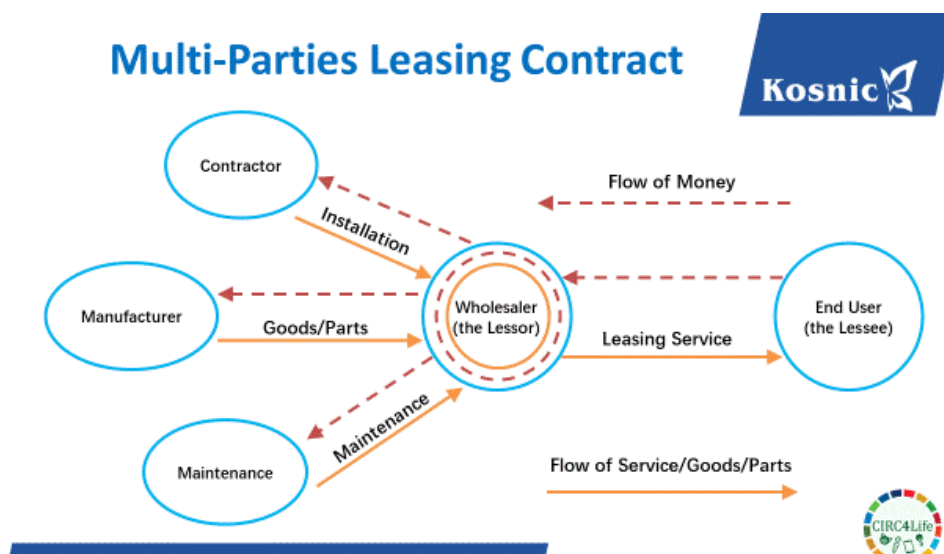 Multi-Parties Leasing Contract
Kosnic
Contractor
Flow of Money
Installation
Manufacturer
Goods/Parts
Wholesaler
(the Lessor)
End User
(the Lessee)
Leasing Service
Maintenance
Maintenance
Flow of Service/Goods/Parts
CIRC4Life